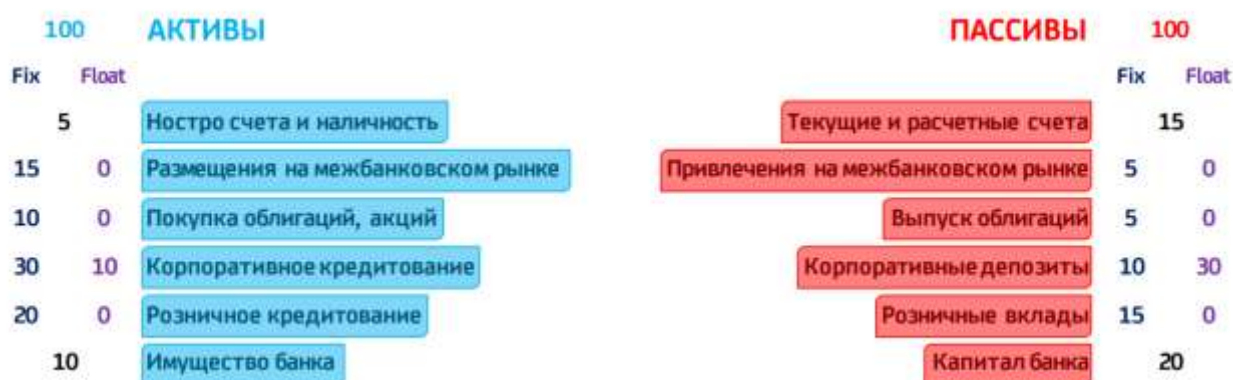 100 АКТИВЫ ПАССИВЫ 100
Fix Float Fix Float
5 Ностро счета и наличность Текущие и расчетные счета 15
15 0 Размещения на межбанковском рынке Привлечения на межбанковском рынке 5 0
10 0 Покупка облигаций, акций Выпуск облигаций 5 0
30 10 Корпоративное кредитование Корпоративные депозиты 10 30
20 0 Розничное кредитование Розничные вклады 15 0
10 Имущество банка Капитал банка 20